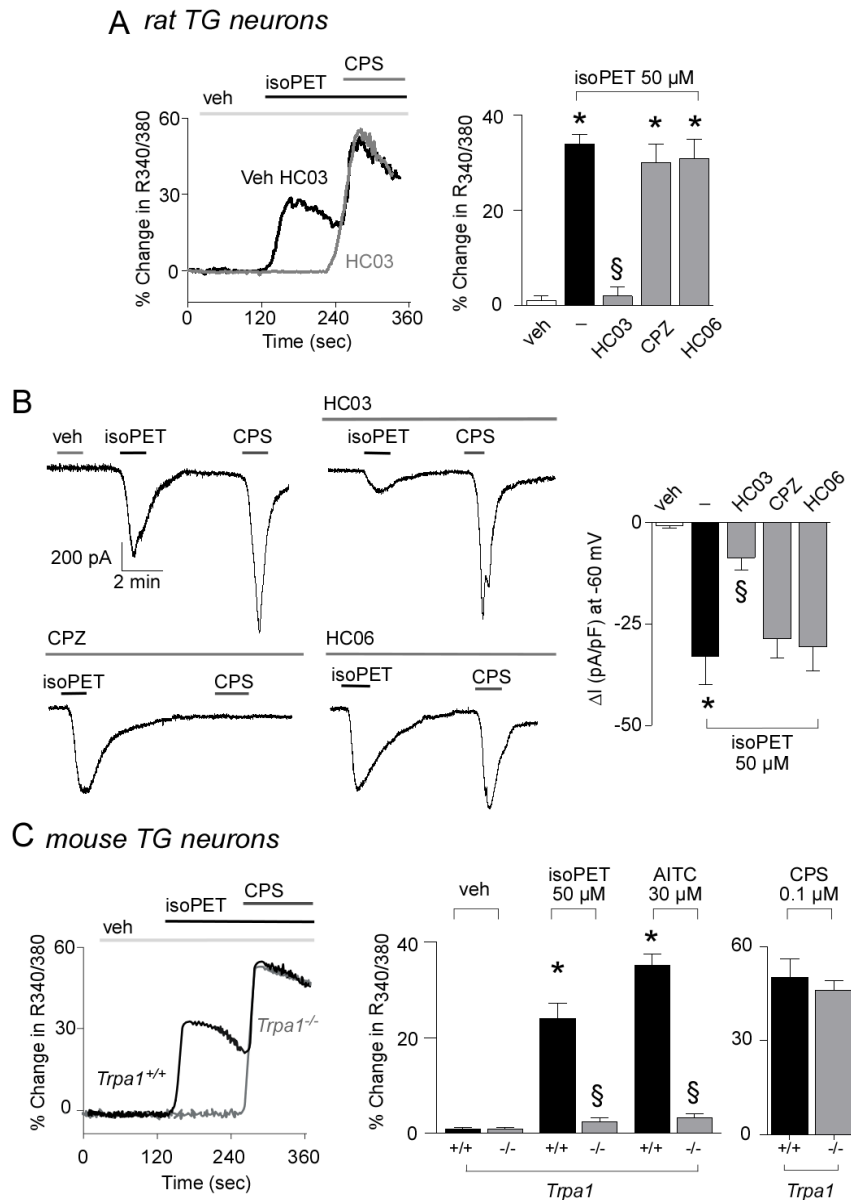 A rat TG neurons
CPS
isoPET
veh
% Change in R340/380
60
30
0
Veh HC03
HC03
0 120 240 360
Time (sec)
isoPET 50 µM
% Change in R340/380
40
20
0
*
§
*
*
veh
–
HC03
CPZ
HC06
B
veh
isoPET
CPS
200 pA
2 min
HC03
isoPET
CPS
CPZ
isoPET
CPS
HC06
isoPET
CPS
veh
–
HC03
CPZ
HC06
ΔI (pA/pF) at -60 mV
0
-25
-50
§
*
isoPET
50 µM
C mouse TG neurons
CPS
isoPET
veh
% Change in R340/380
60
30
0
Trpa1+/+
Trpa1-/-
0 120 240 360
Time (sec)
veh
isoPET
50 µM
AITC
30 µM
% Change in R340/380
40
20
0
*
§
*
§
+/+ -/- +/+ -/- +/+ -/-
Trpa1
CPS
0.1 µM
60
30
0
+/+ -/-
Trpa1